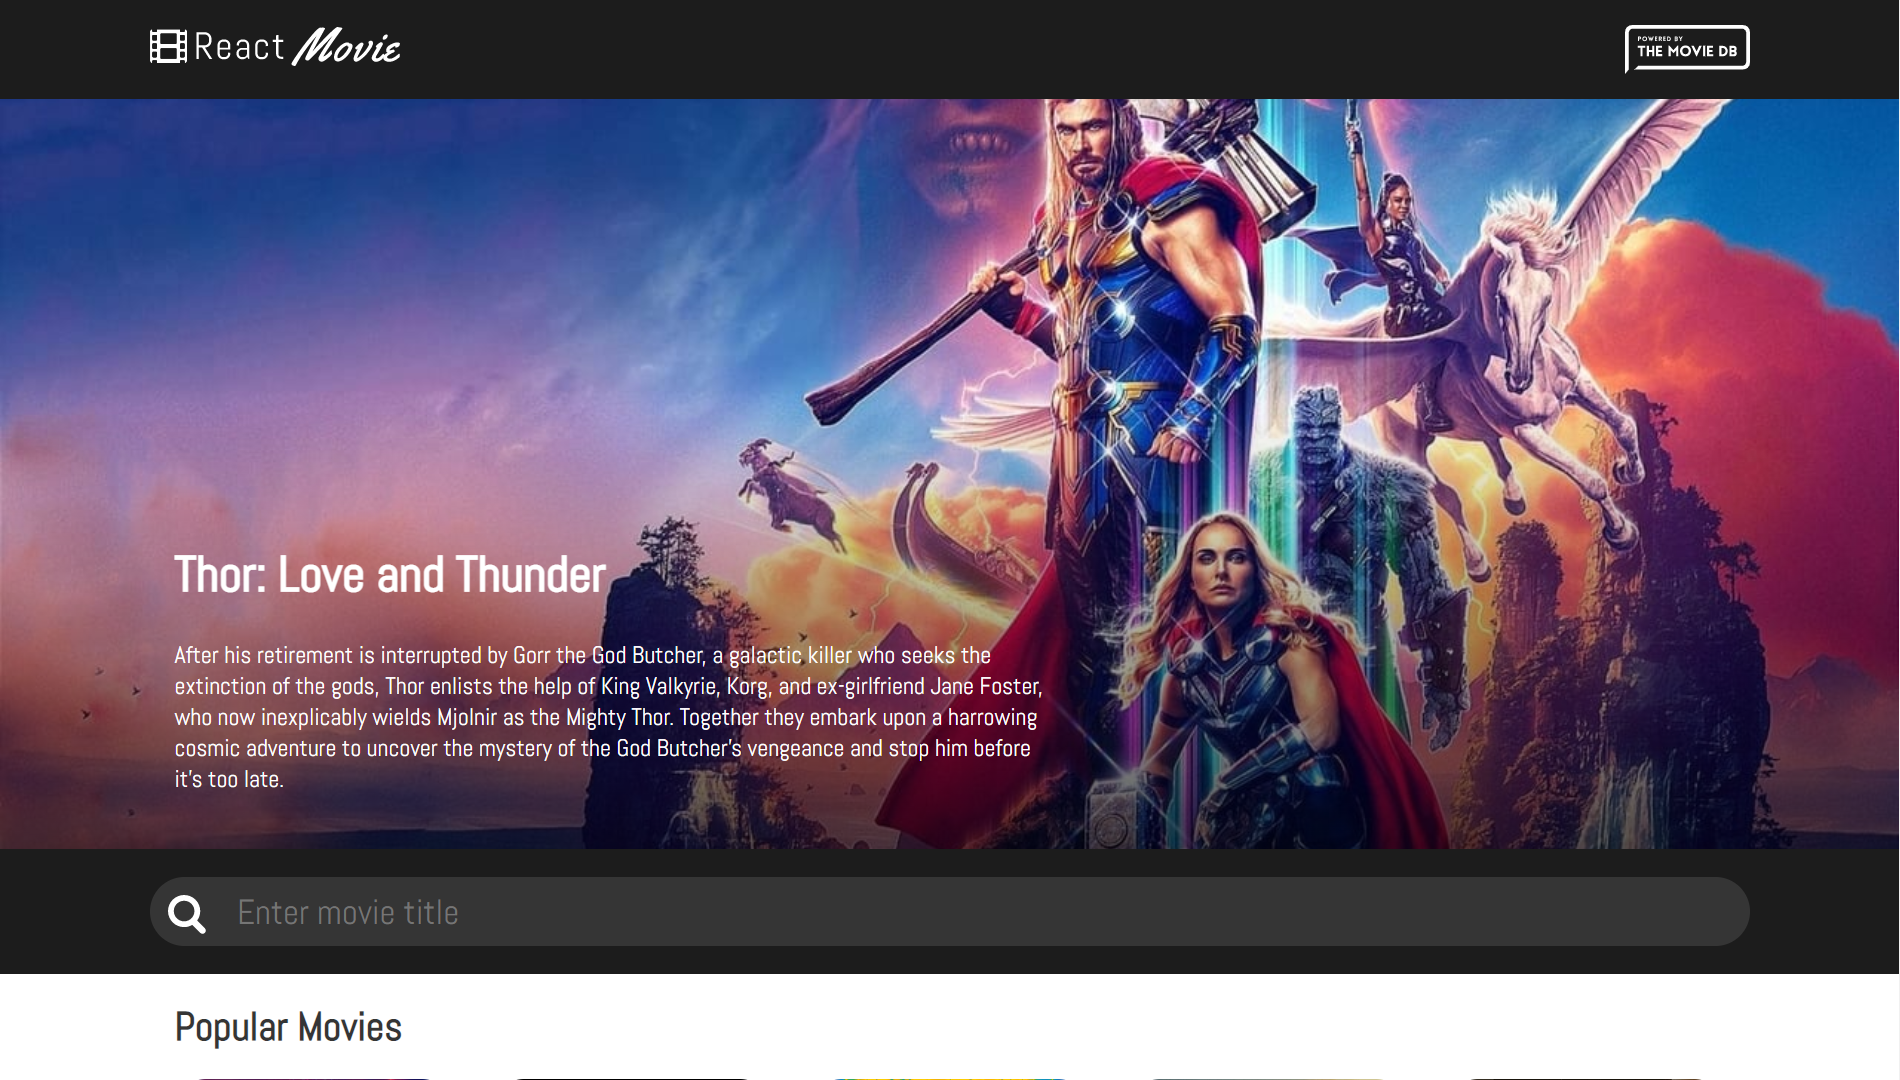 React Movie
POWERED BY
THE MOVIE DB
Thor: Love and Thunder
After his retirement is interrupted by Gorr the God Butcher, a galactic killer who seeks the
extinction of the gods, Thor enlists the help of King Valkyrie, Korg, and ex-girlfriend Jane Foster,
who now inexplicably wields Mjolnir as the Mighty Thor. Together they embark upon a harrowing
cosmic adventure to uncover the mystery of the God Butcher’s vengeance and stop him before
it’s too late.
Enter movie title
Popular Movies